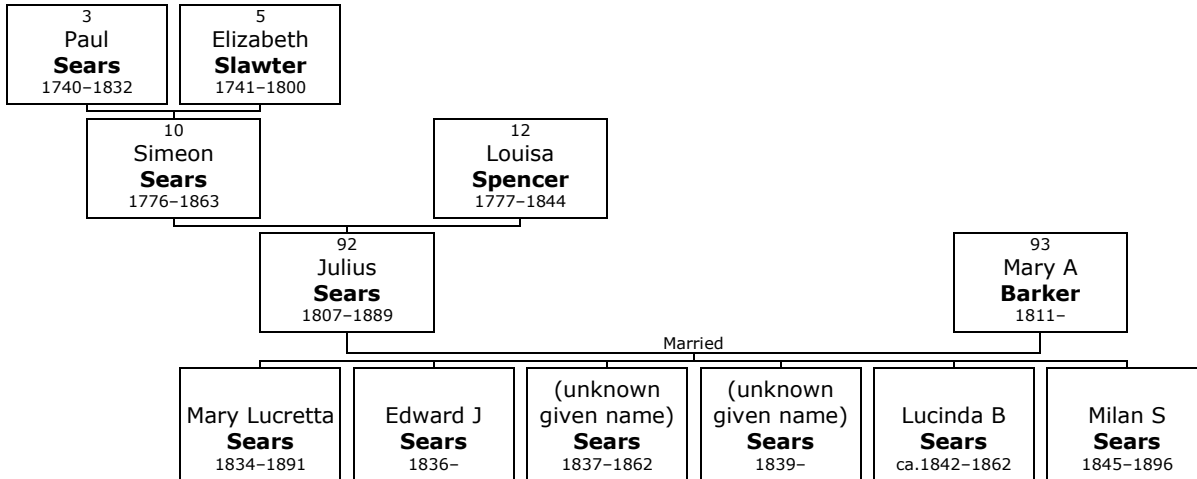 3
Paul
Sears
1740–1832
5
Elizabeth
Slawter
1741–1800
10
Simeon
Sears
1776–1863
12
Louisa
Spencer
1777–1844
92
Julius
Sears
1807–1889
93
Mary A
Barker
1811–
Married
Mary Lucretta
Sears
1834–1891
Edward J
Sears
1836–
(unknown
given name)
Sears
1837–1862
(unknown
given name)
Sears
1839–
Lucinda B
Sears
ca.1842–1862
Milan S
Sears
1845–1896